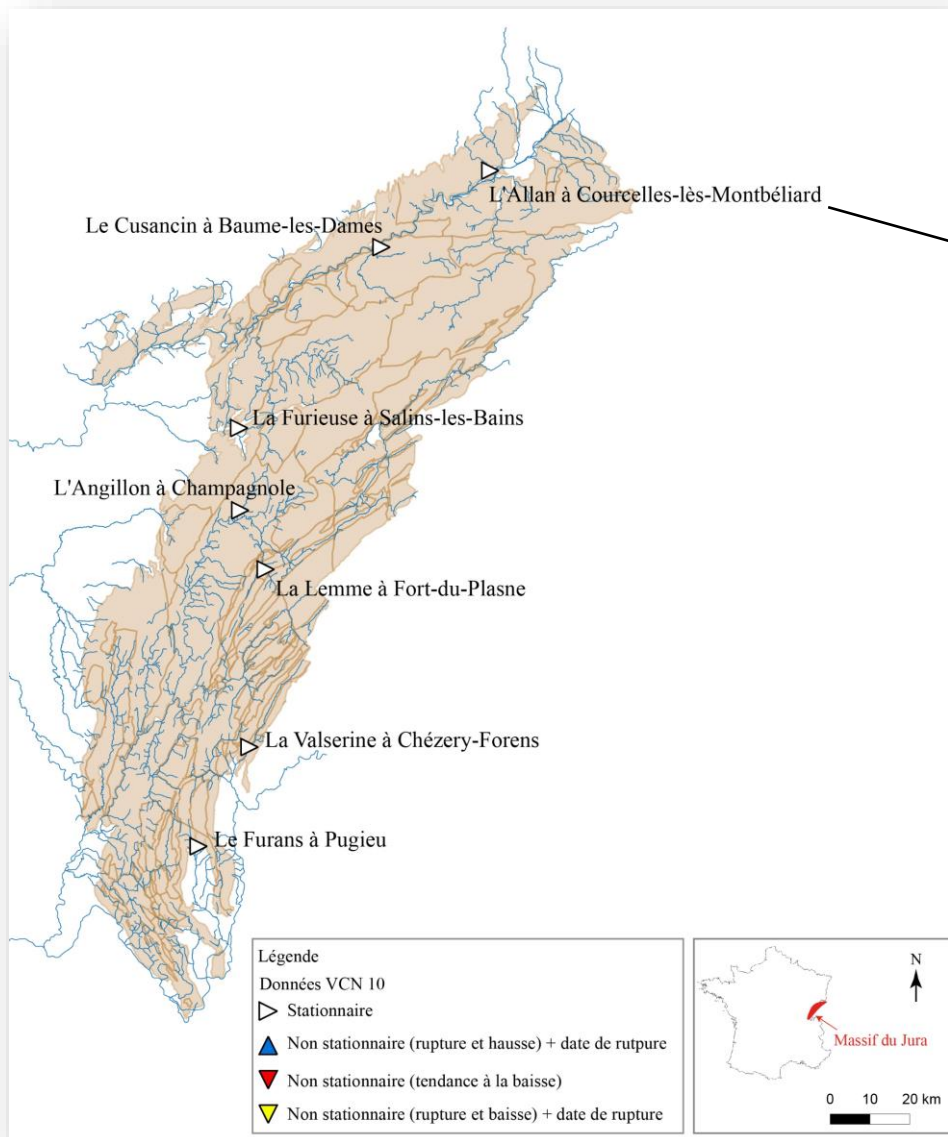 L'Allan à Courcelles-lès-Montbéliard
Le Cusancin à Baume-les-Dames
La Furieuse à Salins-les-Bains
L'Angillon à Champagnole
La Lemme à Fort-du-Plasne
La Valserine à Chézery-Forens
Le Furans à Pugieu
Légende
Données VCN 10
Stationnaire
Non stationnaire (rupture et hausse) + date de rutpure
Non stationnaire (tendance à la baisse)
Non stationnaire (rupture et baisse) + date de rupture
N
Massif du Jura
0 10 20 km